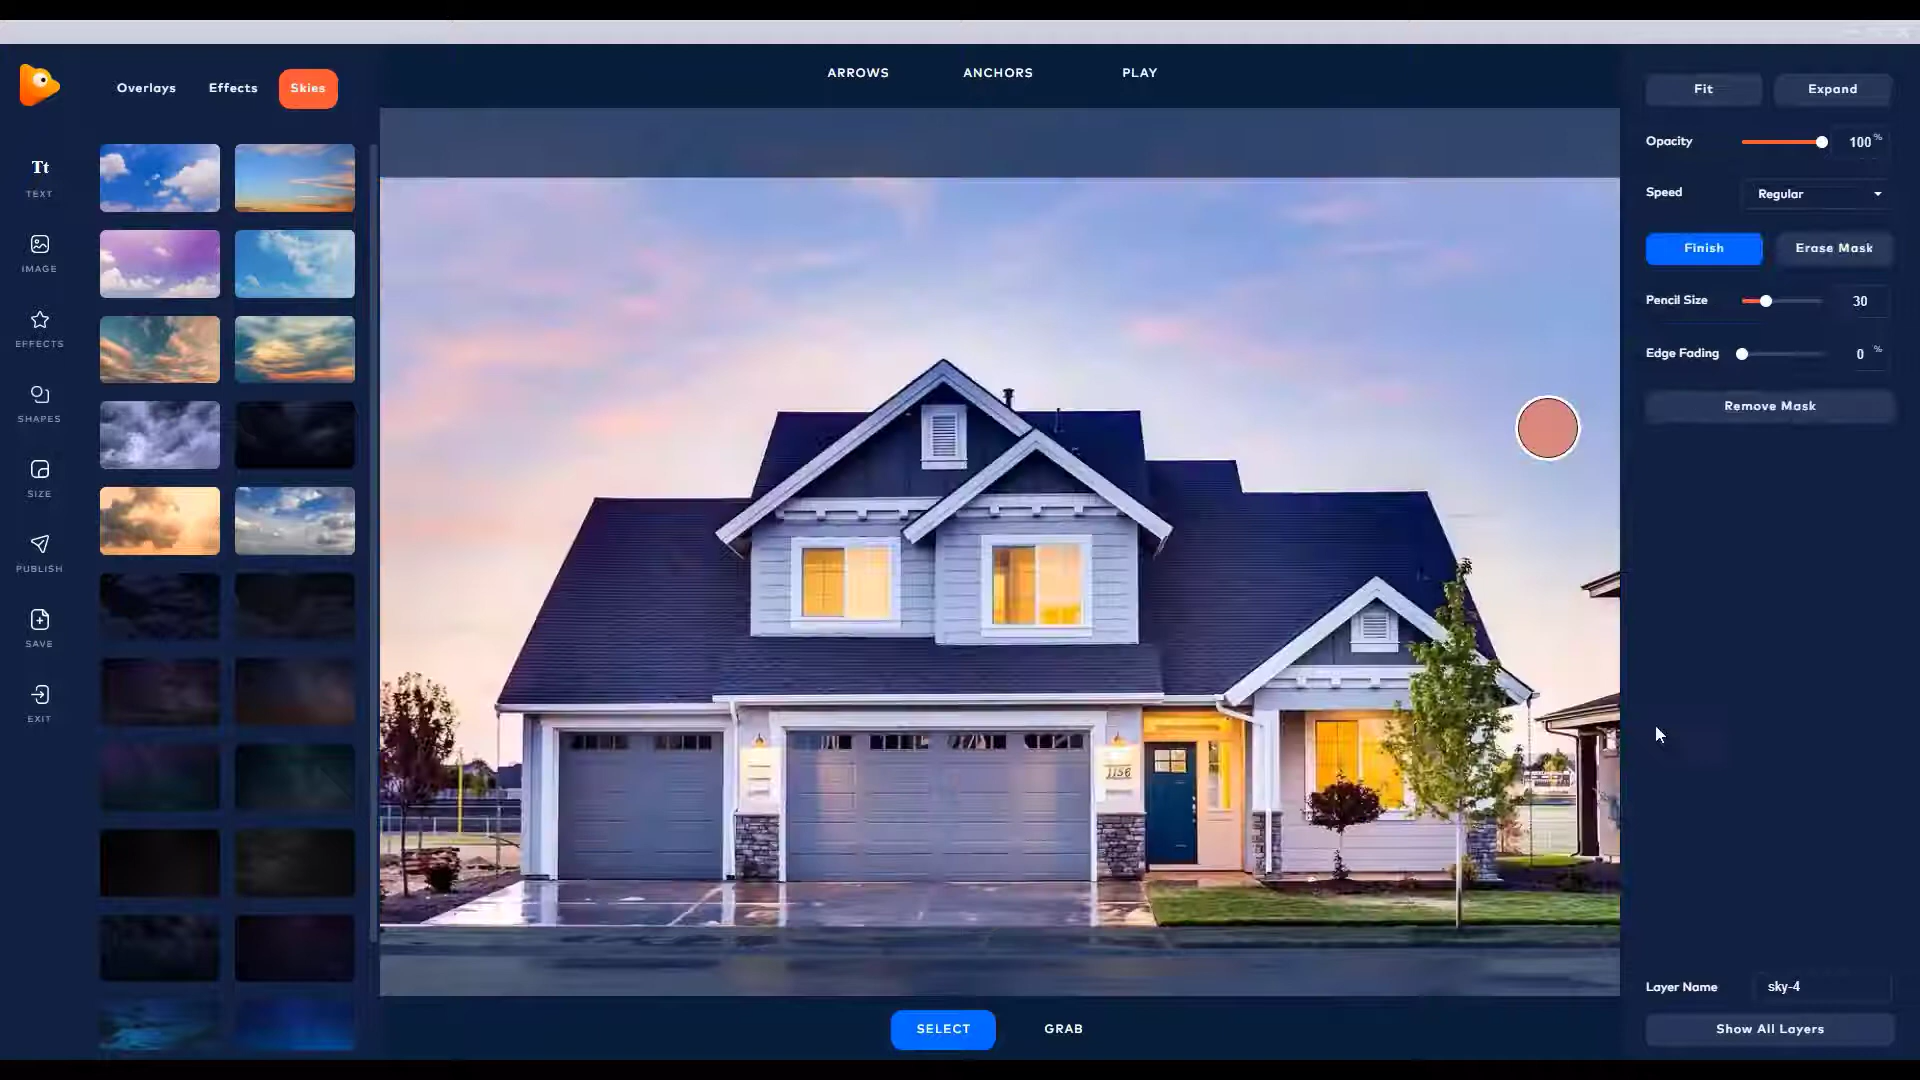 ARROWS
ANCHORS
PLAY
Overlays
Effects
Skies
Tt
TEXT
IMAGE
EFFECTS
SHAPES
SIZE
PUBLISH
SAVE
EXIT
1156
SELECT
GRAB
Fit
Expand
Opacity
100 %
Speed
Regular
Finish
Erase Mask
Pencil Size
30
Edge Fading
0 %
Remove Mask
Layer Name
sky-4
Show All Layers